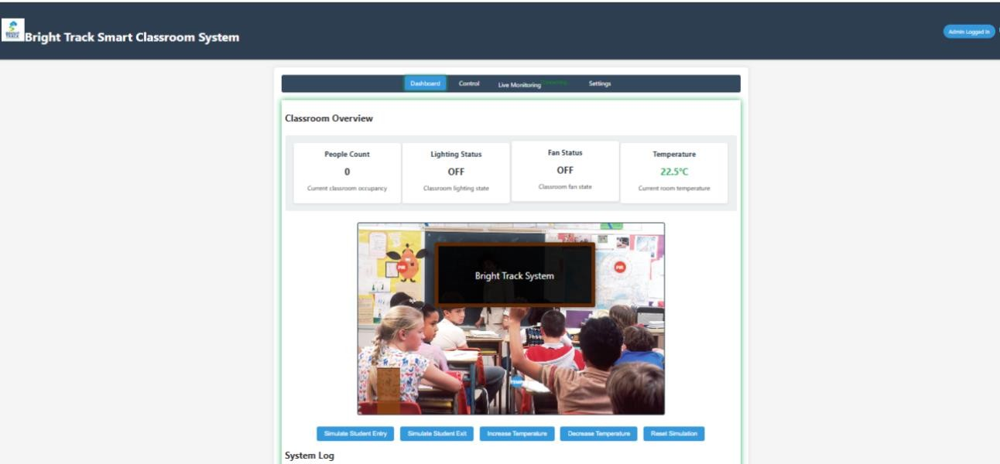 Bright Track Smart Classroom System
Admin Logged In
Dashboard Control Live Monitoring Settings
Classroom Overview
People Count
0
Current classroom occupancy
Lighting Status
OFF
Classroom lighting state
Fan Status
OFF
Classroom fan state
Temperature
22.5°C
Current room temperature
PIR
PIR
Bright Track System
TEMP
Simulate Student Entry Simulate Student Exit Increase Temperature Decrease Temperature Reset Simulation
System Log